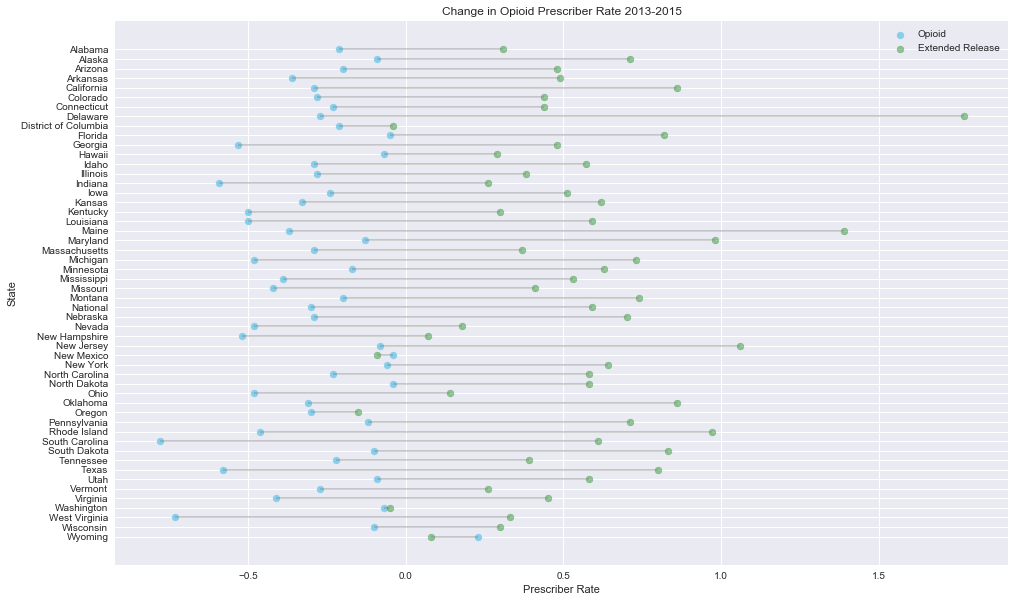 Change in Opioid Prescriber Rate 2013-2015
Opioid
Extended Release
State
Alabama
Alaska
Arizona
Arkansas
California
Colorado
Connecticut
Delaware
District of Columbia
Florida
Georgia
Hawaii
Idaho
Illinois
Indiana
Iowa
Kansas
Kentucky
Louisiana
Maine
Maryland
Massachusetts
Michigan
Minnesota
Mississippi
Missouri
Montana
National
Nebraska
Nevada
New Hampshire
New Jersey
New Mexico
New York
North Carolina
North Dakota
Ohio
Oklahoma
Oregon
Pennsylvania
Rhode Island
South Carolina
South Dakota
Tennessee
Texas
Utah
Vermont
Virginia
Washington
West Virginia
Wisconsin
Wyoming
−0.5 0.0 0.5 1.0 1.5
Prescriber Rate